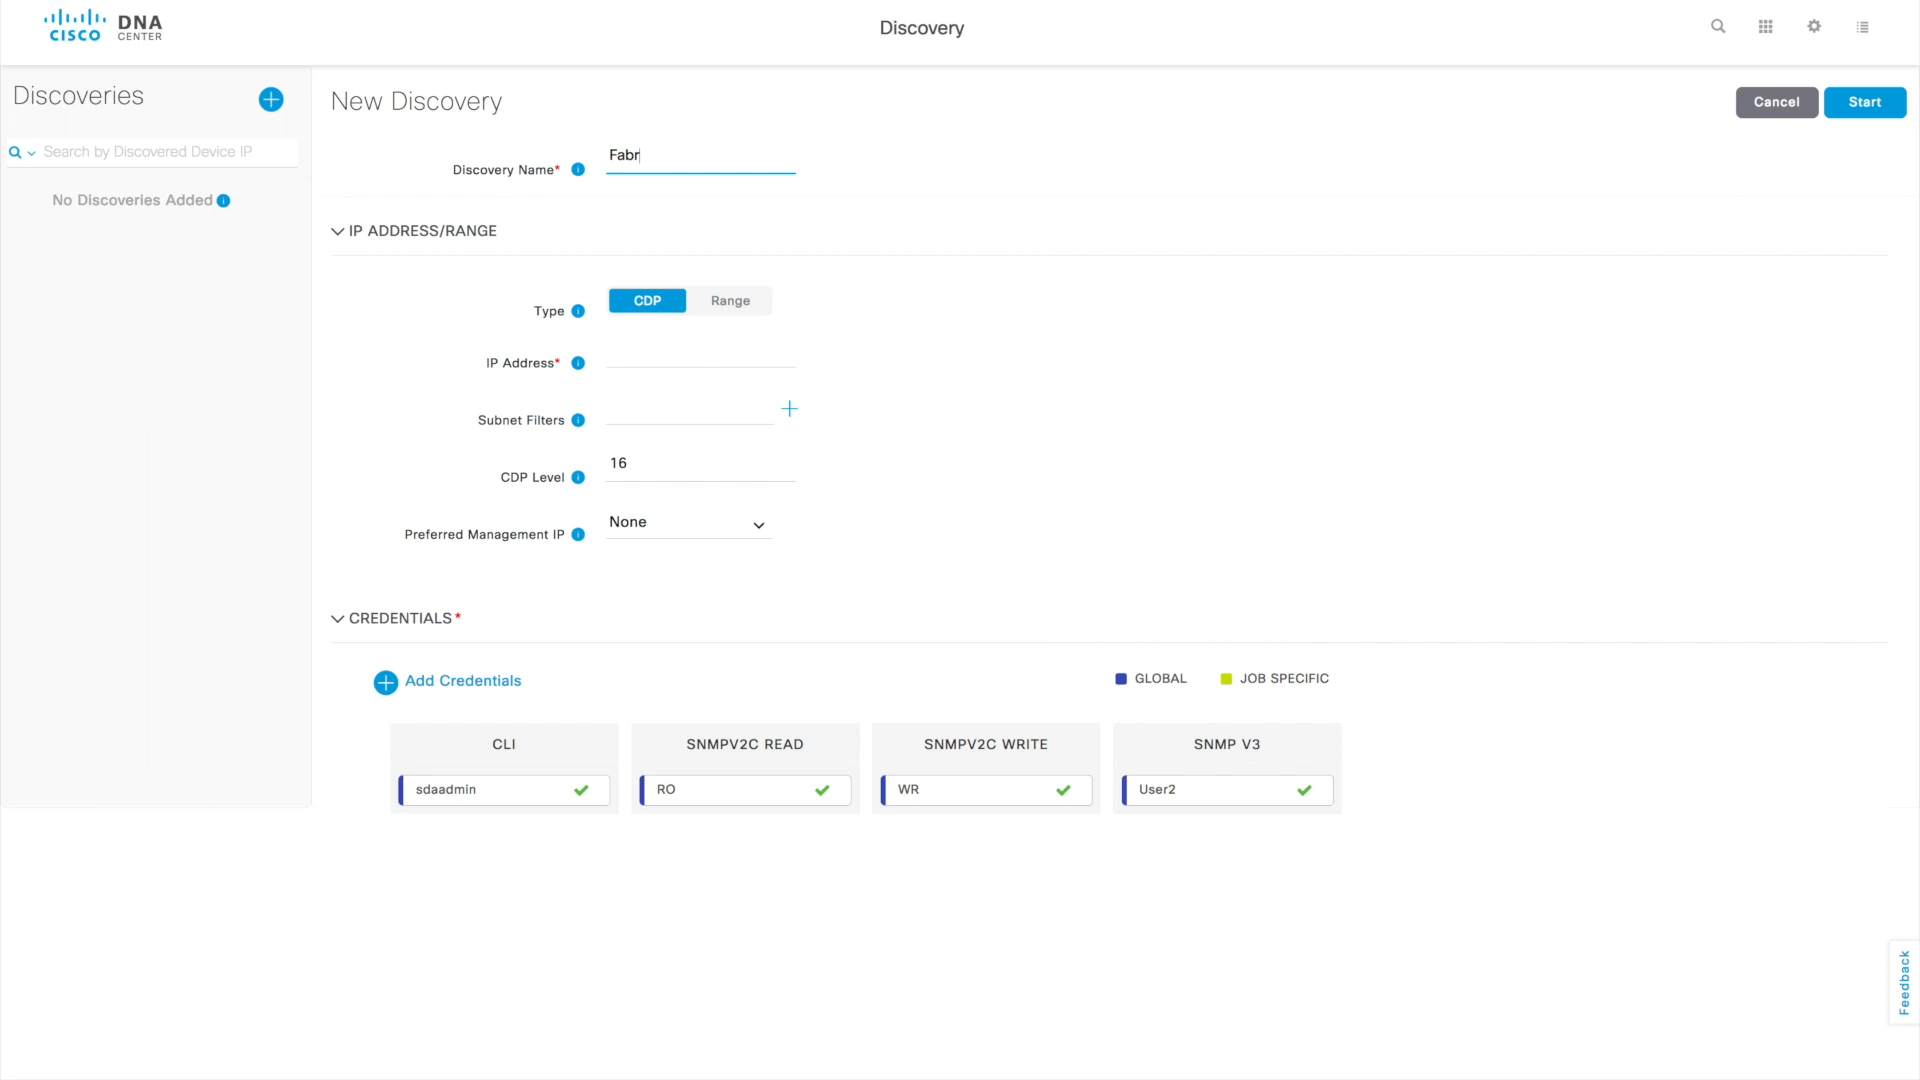 CISCO DNA CENTER
Discovery
Discoveries
Search by Discovered Device IP
No Discoveries Added
New Discovery
Cancel
Start
Discovery Name*
Fabr
IP ADDRESS/RANGE
Type
CDP
Range
IP Address*
Subnet Filters
CDP Level
16
Preferred Management IP
None
CREDENTIALS*
Add Credentials
GLOBAL
JOB SPECIFIC
CLI
SNMPV2C READ
SNMPV2C WRITE
SNMP V3
sdaadmin
RO
WR
User2
Feedback